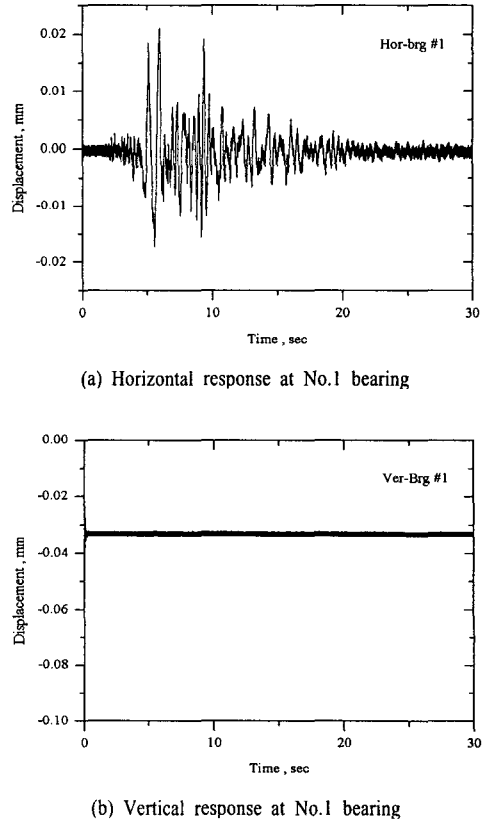 0.02
0.01
0.00
-0.01
-0.02
Displacement , mm
Hor-brg #1
0 10 20 30
Time , sec
(a) Horizontal response at No.1 bearing
0.00
-0.02
-0.04
-0.06
-0.08
-0.10
Displacement , mm
Ver-Brg #1
0 10 20 30
Time , sec
(b) Vertical response at No.1 bearing